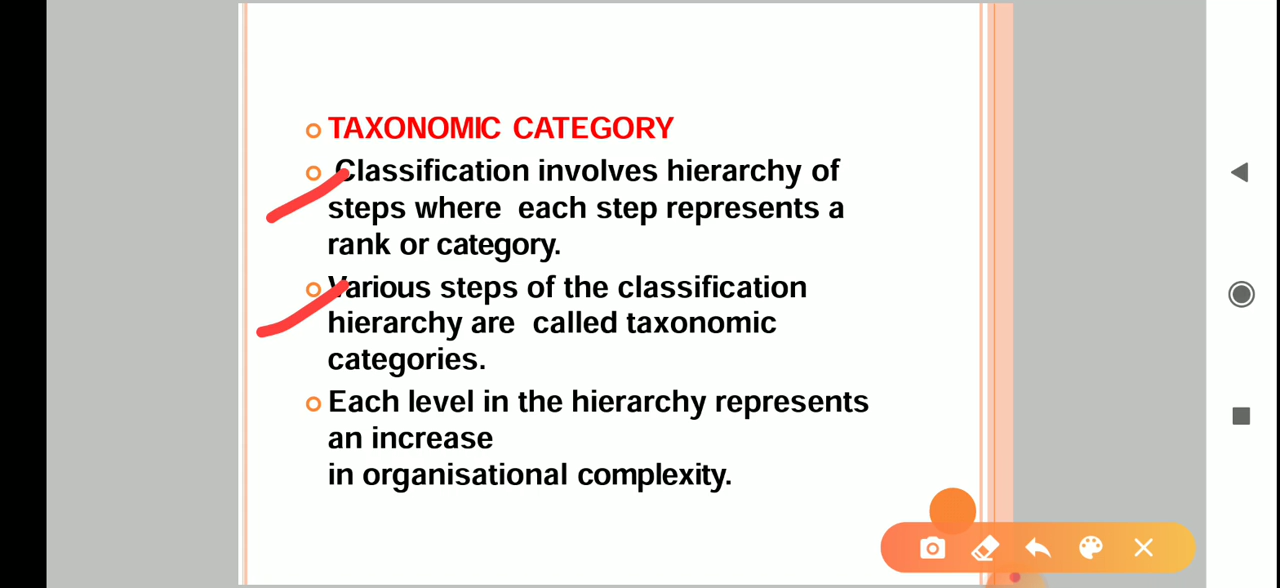 TAXONOMIC CATEGORY
Classification involves hierarchy of
steps where each step represents a
rank or category.
Various steps of the classification
hierarchy are called taxonomic
categories.
Each level in the hierarchy represents
an increase
in organisational complexity.